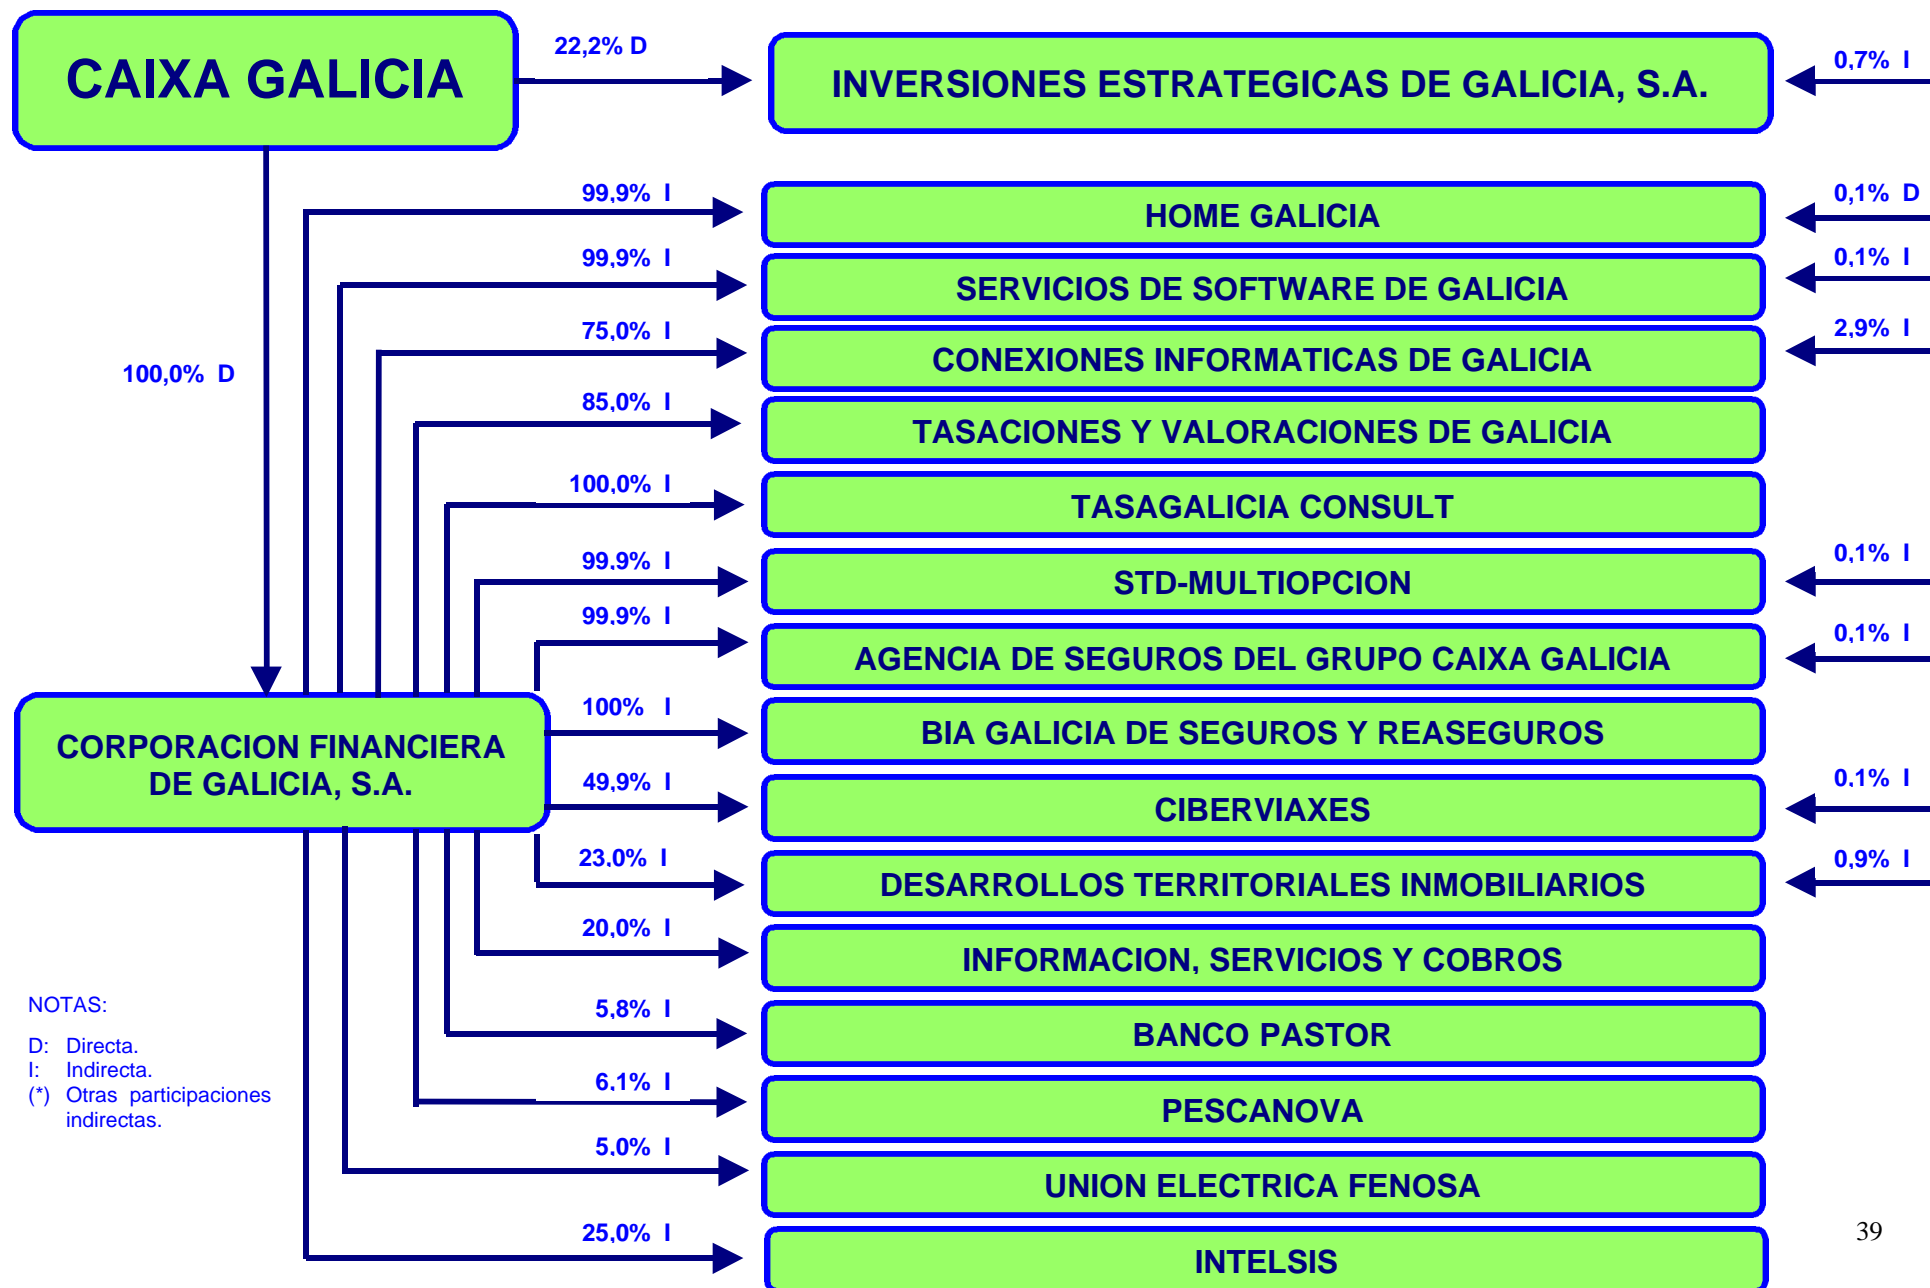 CAIXA GALICIA
22,2% D
INVERSIONES ESTRATEGICAS DE GALICIA, S.A.
0,7% I
99,9% I
HOME GALICIA
0,1% D
99,9% I
SERVICIOS DE SOFTWARE DE GALICIA
0,1% I
75,0% I
CONEXIONES INFORMATICAS DE GALICIA
2,9% I
100,0% D
85,0% I
TASACIONES Y VALORACIONES DE GALICIA
100,0% I
TASAGALICIA CONSULT
99,9% I
STD-MULTIOPCION
0,1% I
99,9% I
AGENCIA DE SEGUROS DEL GRUPO CAIXA GALICIA
0,1% I
CORPORACION FINANCIERA
DE GALICIA, S.A.
100% I
BIA GALICIA DE SEGUROS Y REASEGUROS
49,9% I
CIBERVIAXES
0,1% I
23,0% I
DESARROLLOS TERRITORIALES INMOBILIARIOS
0,9% I
20,0% I
INFORMACION, SERVICIOS Y COBROS
5,8% I
BANCO PASTOR
6,1% I
PESCANOVA
5,0% I
UNION ELECTRICA FENOSA
25,0% I
INTELSIS
NOTAS:
D: Directa.
I: Indirecta.
(*) Otras participaciones
indirectas.
39